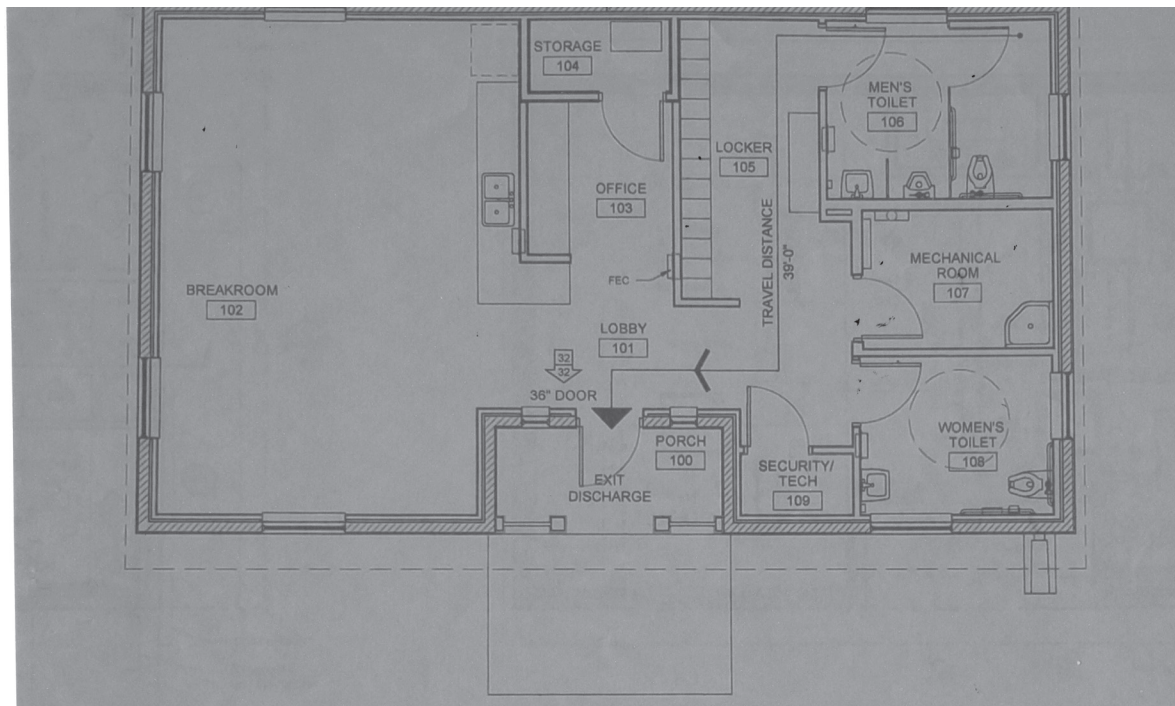 STORAGE
104
MEN'S
TOILET
106
LOCKER
105
OFFICE
103
TRAVEL DISTANCE
39'-0"
MECHANICAL
ROOM
107
FEC
BREAKROOM
102
LOBBY
101
32
32
36" DOOR
PORCH
100
WOMEN'S
TOILET
108
SECURITY/
TECH
109
EXIT
DISCHARGE